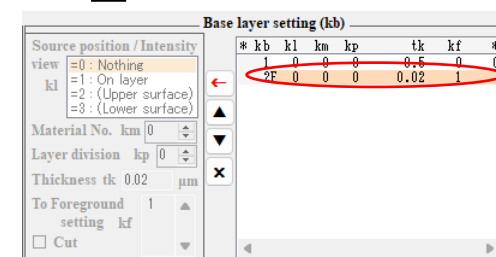 Base layer setting (kb)
Source position / Intensity
view
kl
=0 : Nothing
=1 : On layer
=2 : (Upper surface)
=3 : (Lower surface)
Material No. km 0
Layer division kp 0
Thickness tk 0.02 μm
To Foreground 1
setting kf
Cut
* kb kl km kp tk kf *
1 0 0 0 0.5 0
2F 0 0 0 0.02 1